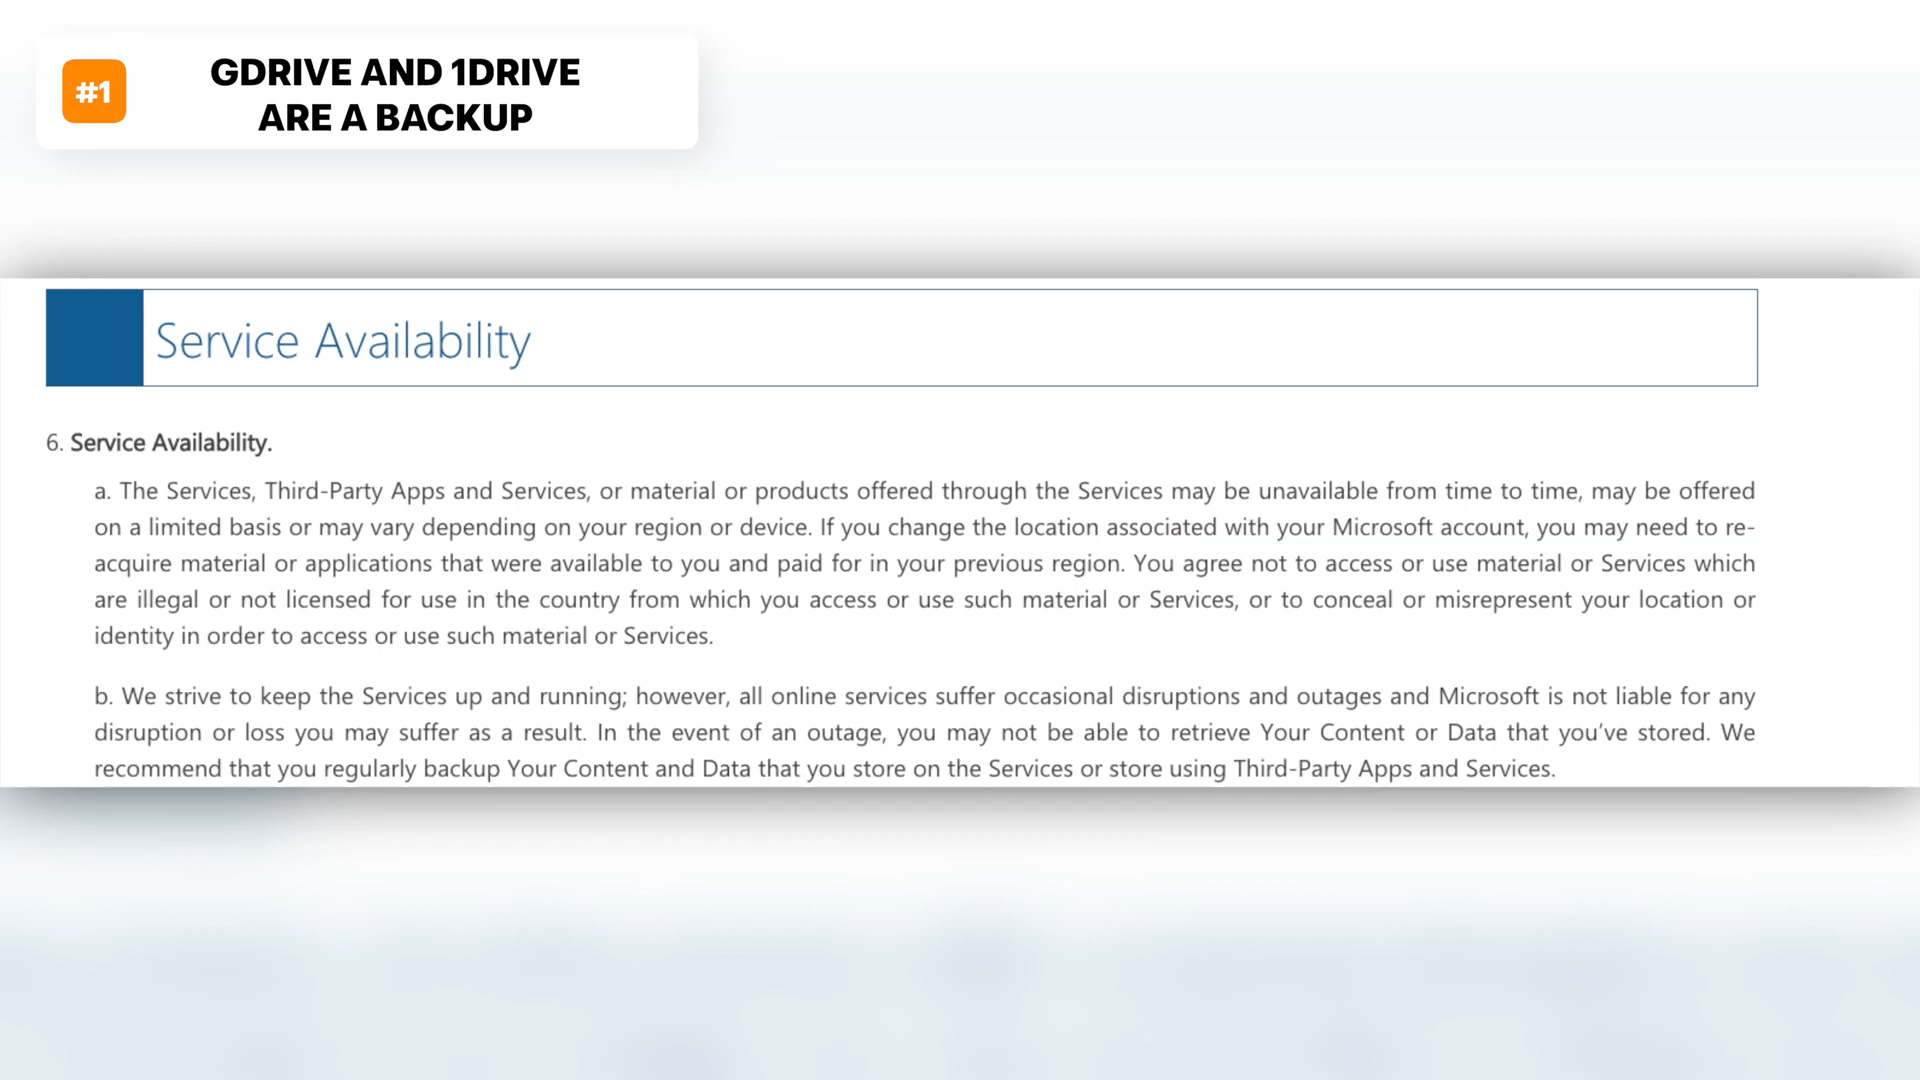 #1
GDRIVE AND 1DRIVE
ARE A BACKUP
Service Availability
6. Service Availability.
a. The Services, Third-Party Apps and Services, or material or products offered through the Services may be unavailable from time to time, may be offered
on a limited basis or may vary depending on your region or device. If you change the location associated with your Microsoft account, you may need to re-
acquire material or applications that were available to you and paid for in your previous region. You agree not to access or use material or Services which
are illegal or not licensed for use in the country from which you access or use such material or Services, or to conceal or misrepresent your location or
identity in order to access or use such material or Services.
b. We strive to keep the Services up and running; however, all online services suffer occasional disruptions and outages and Microsoft is not liable for any
disruption or loss you may suffer as a result. In the event of an outage, you may not be able to retrieve Your Content or Data that you’ve stored. We
recommend that you regularly backup Your Content and Data that you store on the Services or store using Third-Party Apps and Services.